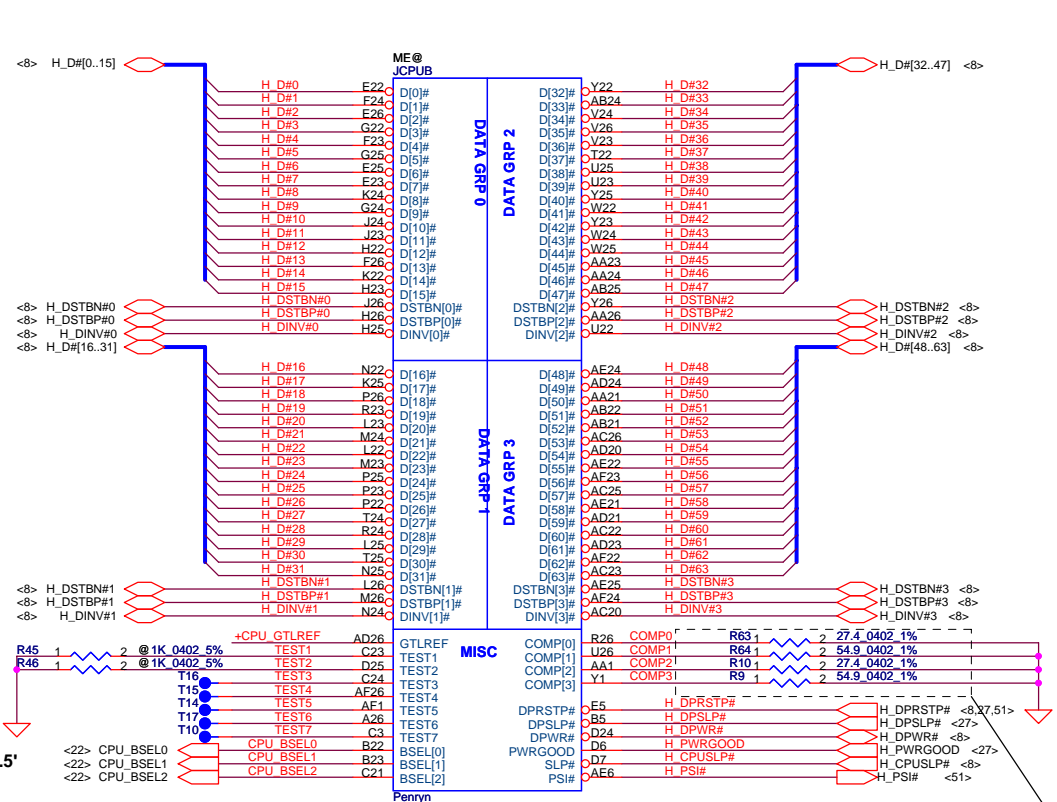 ME@
JCPUB
<8> H_D#[0..15]
H_D#[32..47] <8>
H_D#0 E22 D[0]# D[32]# Y22 H_D#32
H_D#1 F24 D[1]# D[33]# AB24 H_D#33
H_D#2 E26 D[2]# D[34]# V24 H_D#34
H_D#3 G22 D[3]# D[35]# V26 H_D#35
H_D#4 F23 D[4]# D[36]# V23 H_D#36
H_D#5 G25 D[5]# D[37]# T22 H_D#37
H_D#6 E25 D[6]# D[38]# U25 H_D#38
H_D#7 E23 D[7]# D[39]# U23 H_D#39
H_D#8 K24 D[8]# D[40]# Y25 H_D#40
H_D#9 G24 D[9]# D[41]# W22 H_D#41
H_D#10 J24 D[10]# D[42]# Y23 H_D#42
H_D#11 J23 D[11]# D[43]# W24 H_D#43
H_D#12 H22 D[12]# D[44]# W25 H_D#44
H_D#13 F26 D[13]# D[45]# AA23 H_D#45
H_D#14 K22 D[14]# D[46]# AA24 H_D#46
H_D#15 H23 D[15]# D[47]# AB25 H_D#47
DATA GRP 0
DATA GRP 2
<8> H_DSTBN#0 H_DSTBN#0 J26 DSTBN[0]# DSTBN[2]# Y26 H_DSTBN#2 H_DSTBN#2 <8>
<8> H_DSTBP#0 H_DSTBP#0 H26 DSTBP[0]# DSTBP[2]# AA26 H_DSTBP#2 H_DSTBP#2 <8>
<8> H_DINV#0 H_DINV#0 H25 DINV[0]# DINV[2]# U22 H_DINV#2 H_DINV#2 <8>
<8> H_D#[16..31]
H_D#[48..63] <8>
H_D#16 N22 D[16]# D[48]# AE24 H_D#48
H_D#17 K25 D[17]# D[49]# AD24 H_D#49
H_D#18 P26 D[18]# D[50]# AA21 H_D#50
H_D#19 R23 D[19]# D[51]# AB22 H_D#51
H_D#20 L23 D[20]# D[52]# AB21 H_D#52
H_D#21 M24 D[21]# D[53]# AC26 H_D#53
H_D#22 L22 D[22]# D[54]# AD20 H_D#54
H_D#23 M23 D[23]# D[55]# AE22 H_D#55
H_D#24 P25 D[24]# D[56]# AF23 H_D#56
H_D#25 P23 D[25]# D[57]# AC25 H_D#57
H_D#26 P22 D[26]# D[58]# AE21 H_D#58
H_D#27 T24 D[27]# D[59]# AD21 H_D#59
H_D#28 R24 D[28]# D[60]# AC22 H_D#60
H_D#29 L25 D[29]# D[61]# AD23 H_D#61
H_D#30 T25 D[30]# D[62]# AF22 H_D#62
H_D#31 N25 D[31]# D[63]# AC23 H_D#63
DATA GRP 1
DATA GRP 3
<8> H_DSTBN#1 H_DSTBN#1 L26 DSTBN[1]# DSTBN[3]# AE25 H_DSTBN#3 H_DSTBN#3 <8>
<8> H_DSTBP#1 H_DSTBP#1 M26 DSTBP[1]# DSTBP[3]# AF24 H_DSTBP#3 H_DSTBP#3 <8>
<8> H_DINV#1 H_DINV#1 N24 DINV[1]# DINV[3]# AC20 H_DINV#3 H_DINV#3 <8>
+CPU_GTLREF AD26 GTLREF COMP[0] R26 COMP0 R63 1 2 27.4_0402_1%
R45 1 2 @1K_0402_5% TEST1 C23 TEST1 MISC COMP[1] U26 COMP1 R64 1 2 54.9_0402_1%
R46 1 2 @1K_0402_5% TEST2 D25 TEST2 COMP[2] AA1 COMP2 R10 1 2 27.4_0402_1%
T16 TEST3 C24 TEST3 COMP[3] Y1 COMP3 R9 1 2 54.9_0402_1%
T15 TEST4 AF26 TEST4
T14 TEST5 AF1 TEST5 DPRSTP# E5 H_DPRSTP# H_DPRSTP# <8,27,51>
T17 TEST6 A26 TEST6 DPSLP# B5 H_DPSLP# H_DPSLP# <27>
T10 TEST7 C3 TEST7 DPWR# D24 H_DPWR# H_DPWR# <8>
<22> CPU_BSEL0 CPU_BSEL0 B22 BSEL[0] PWRGOOD D6 H_PWRGOOD H_PWRGOOD <27>
<22> CPU_BSEL1 CPU_BSEL1 B23 BSEL[1] SLP# D7 H_CPUSLP# H_CPUSLP# <8>
<22> CPU_BSEL2 CPU_BSEL2 C21 BSEL[2] PSI# AE6 H_PSI# H_PSI# <51>
.5'
Penryn